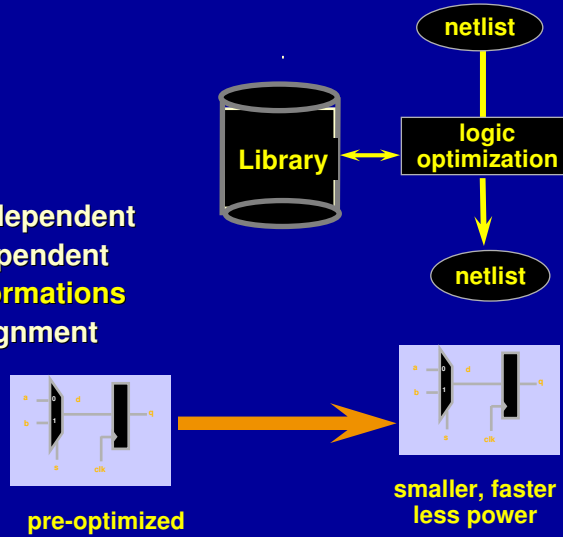 netlist
Library
logic
optimization
dependent
pendent
ormations
gnment
netlist
a
0
d
q
b
1
s
clk
a
0
d
q
b
1
s
clk
pre-optimized
smaller, faster
less power